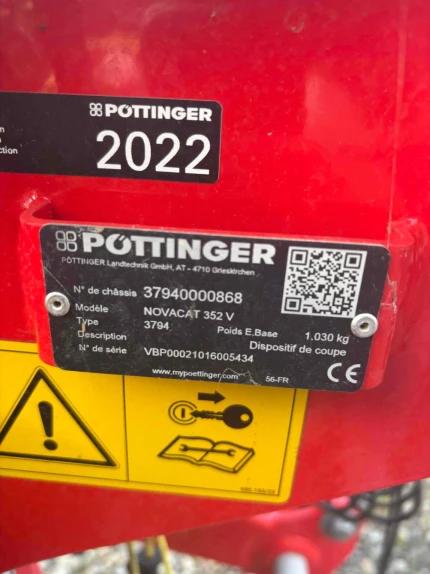 PÖTTINGER
2022
PÖTTINGER
PÖTTINGER Landtechnik GmbH, AT - 4710 Grieskirchen
N° de châssis 37940000868
Modèle NOVACAT 352 V
Type 3794 Poids E.Base 1.030 kg
Description Dispositif de coupe
N° de série VBP00021016005434
www.mypoettinger.com 56-FR CE